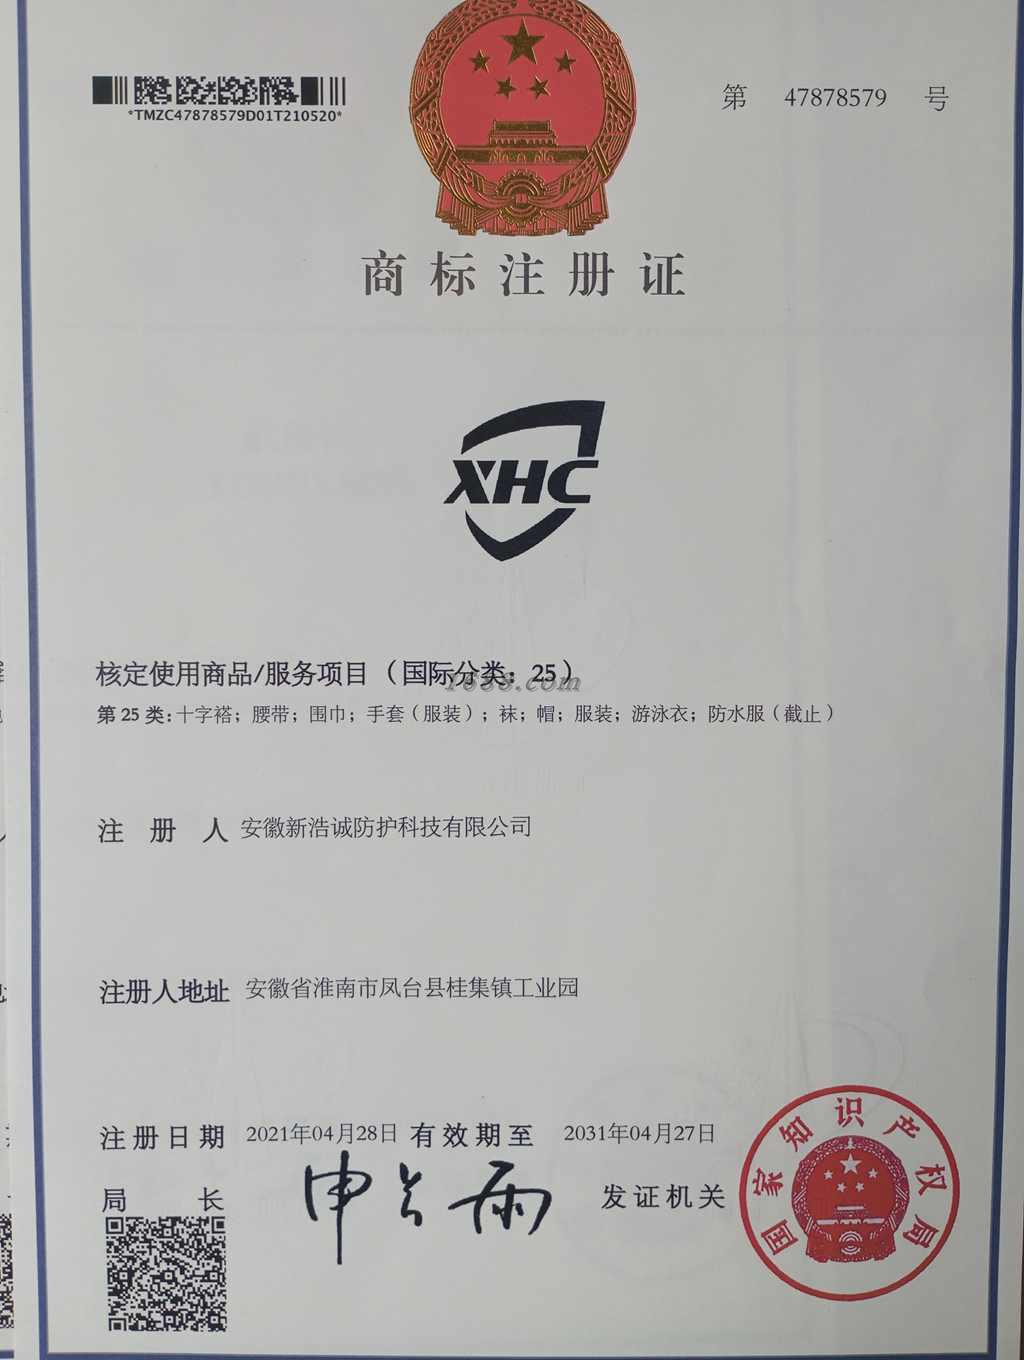 *TMZC47878579D01T210520*
第 47878579 号
商标注册证
XHC
核定使用商品/服务项目（国际分类：25）
1688.com
第25类：十字褡；腰带；围巾；手套（服装）；袜；帽；服装；游泳衣；防水服（截止）
注册人 安徽新浩诚防护科技有限公司
注册人地址 安徽省淮南市凤台县桂集镇工业园
注册日期 2021年04月28日 有效期至 2031年04月27日
局长 申长雨 发证机关
国家知识产权局